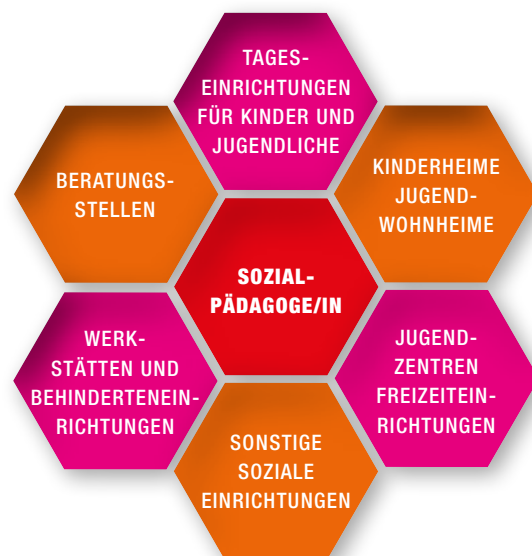 TAGES-
EINRICHTUNGEN
FÜR KINDER UND
JUGENDLICHE
BERATUNGS-
STELLEN
KINDERHEIME
JUGEND-
WOHNHEIME
SOZIAL-
PÄDAGOGE/IN
WERK-
STÄTTEN UND
BEHINDERTENEIN-
RICHTUNGEN
JUGEND-
ZENTREN
FREIZEITEIN-
RICHTUNGEN
SONSTIGE
SOZIALE
EINRICHTUNGEN